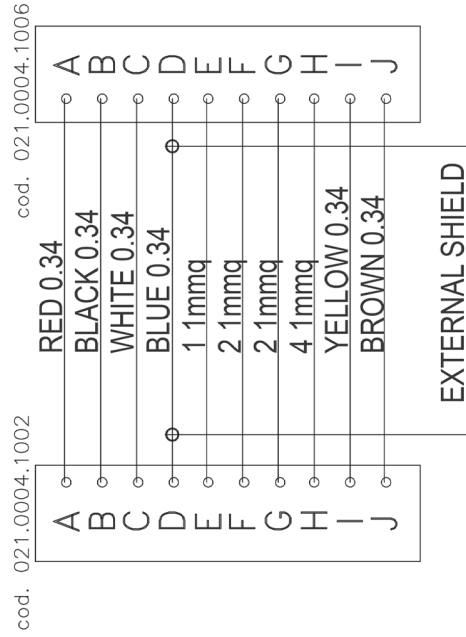 cod. 021.0004.1006
A
B
C
D
E
F
G
H
I
J
RED 0.34
BLACK 0.34
WHITE 0.34
BLUE 0.34
1 1mmq
2 1mmq
2 1mmq
4 1mmq
YELLOW 0.34
BROWN 0.34
EXTERNAL SHIELD
cod. 021.0004.1002
A
B
C
D
E
F
G
H
I
J